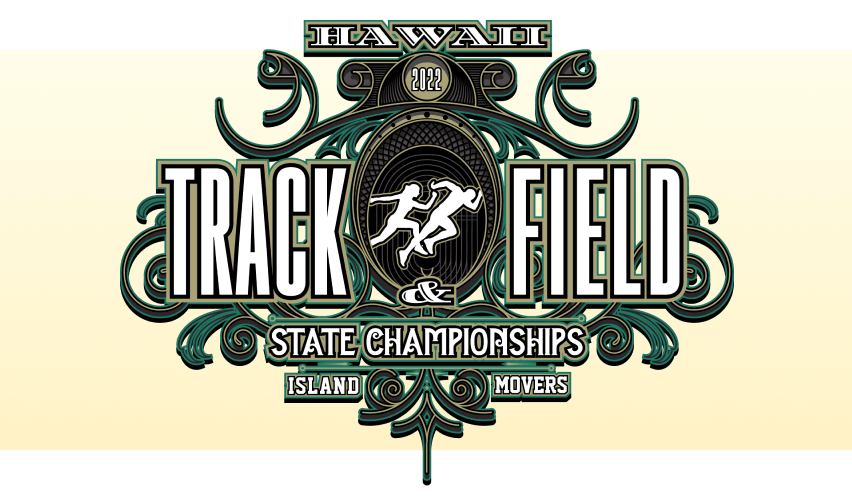 HAWAII
2022
TRACK & FIELD
STATE CHAMPIONSHIPS
ISLAND MOVERS